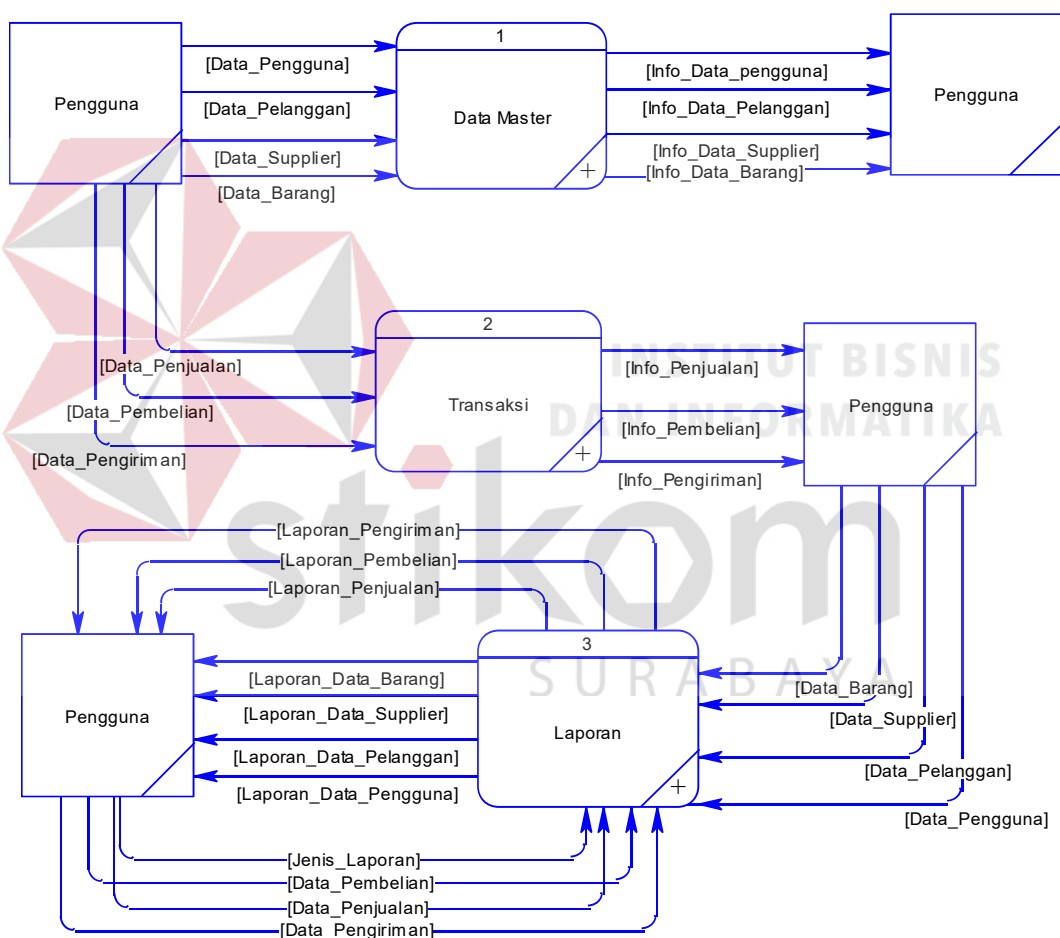 1
Pengguna
Data Master
Pengguna
[Data_Pengguna]
[Data_Pelanggan]
[Data_Supplier]
[Data_Barang]
[Info_Data_pengguna]
[Info_Data_Pelanggan]
[Info_Data_Supplier]
[Info_Data_Barang]
+
2
Transaksi
+
[Data_Penjualan]
[Data_Pembelian]
[Data_Pengiriman]
[Info_Penjualan]
[Info_Pembelian]
[Info_Pengiriman]
Pengguna
INSTITUT BISNIS
DAN INFORMATIKA
stikom
SURABAYA
[Laporan_Pengiriman]
[Laporan_Pembelian]
[Laporan_Penjualan]
3
Laporan
+
Pengguna
[Laporan_Data_Barang]
[Laporan_Data_Supplier]
[Laporan_Data_Pelanggan]
[Laporan_Data_Pengguna]
[Data_Barang]
[Data_Supplier]
[Data_Pelanggan]
[Data_Pengguna]
[Jenis_Laporan]
[Data_Pembelian]
[Data_Penjualan]
[Data_Pengiriman]